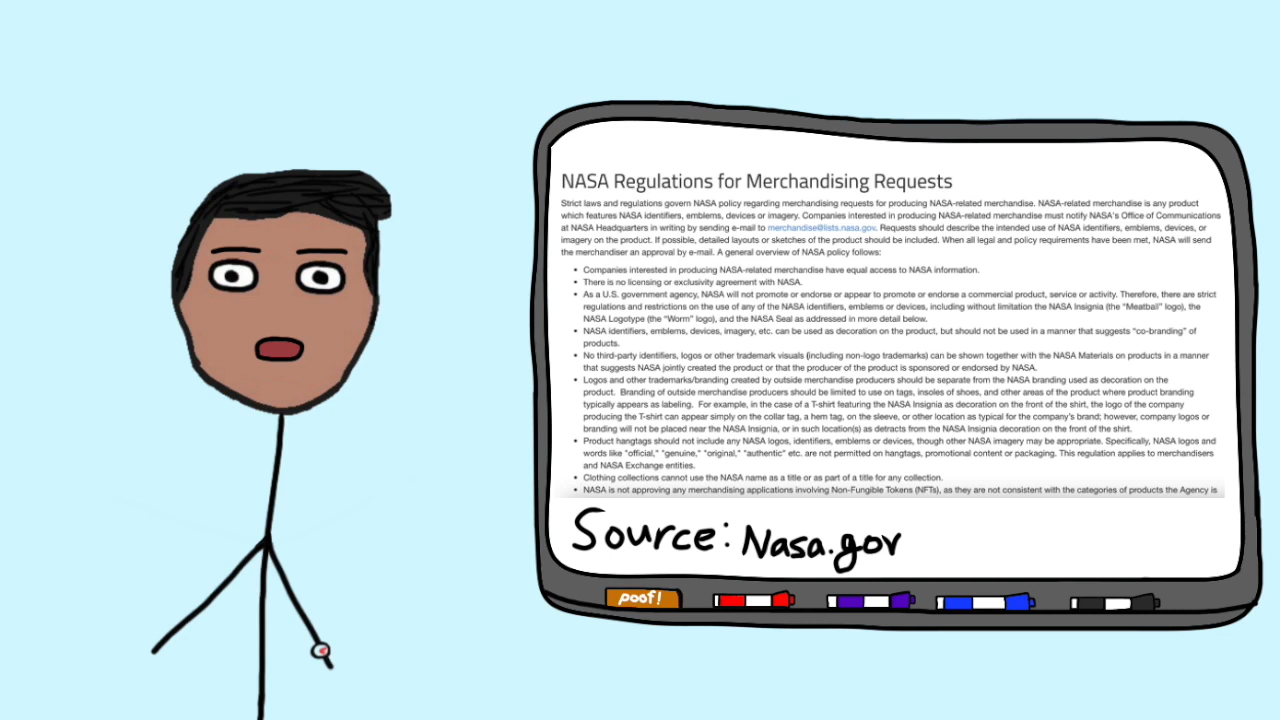 NASA Regulations for Merchandising Requests
Strict laws and regulations govern NASA policy regarding merchandising requests for producing NASA-related merchandise. NASA-related merchandise is any product
which features NASA identifiers, emblems, devices or imagery. Companies interested in producing NASA-related merchandise must notify NASA's Office of Communications
at NASA Headquarters in writing by sending e-mail to merchandise@lists.nasa.gov. Requests should describe the intended use of NASA identifiers, emblems, devices, or
imagery on the product. If possible, detailed layouts or sketches of the product should be included. When all legal and policy requirements have been met, NASA will send
the merchandiser an approval by e-mail. A general overview of NASA policy follows:
• Companies interested in producing NASA-related merchandise have equal access to NASA information.
• There is no licensing or exclusivity agreement with NASA.
• As a U.S. government agency, NASA will not promote or endorse or appear to promote or endorse a commercial product, service or activity. Therefore, there are strict
regulations and restrictions on the use of any of the NASA identifiers, emblems or devices, including without limitation the NASA Insignia (the "Meatball" logo), the
NASA Logotype (the "Worm" logo), and the NASA Seal as addressed in more detail below.
• NASA identifiers, emblems, devices, imagery, etc. can be used as decoration on the product, but should not be used in a manner that suggests "co-branding" of
products.
• No third-party identifiers, logos or other trademark visuals (including non-logo trademarks) can be shown together with the NASA Materials on products in a manner
that suggests NASA jointly created the product or that the producer of the product is sponsored or endorsed by NASA.
• Logos and other trademarks/branding created by outside merchandise producers should be separate from the NASA branding used as decoration on the
product. Branding of outside merchandise producers should be limited to use on tags, insoles of shoes, and other areas of the product where product branding
typically appears as labeling. For example, in the case of a T-shirt featuring the NASA Insignia as decoration on the front of the shirt, the logo of the company
producing the T-shirt can appear simply on the collar tag, a hem tag, on the sleeve, or other location as typical for the company's brand; however, company logos or
branding will not be placed near the NASA Insignia, or in such location(s) as detracts from the NASA Insignia decoration on the front of the shirt.
• Product hangtags should not include any NASA logos, identifiers, emblems or devices, though other NASA imagery may be appropriate. Specifically, NASA logos and
words like "official," "genuine," "original," "authentic" etc. are not permitted on hangtags, promotional content or packaging. This regulation applies to merchandisers
and NASA Exchange entities.
• Clothing collections cannot use the NASA name as a title or as part of a title for any collection.
• NASA is not approving any merchandising applications involving Non-Fungible Tokens (NFTs), as they are not consistent with the categories of products the Agency is
Source: Nasa.gov
poof!